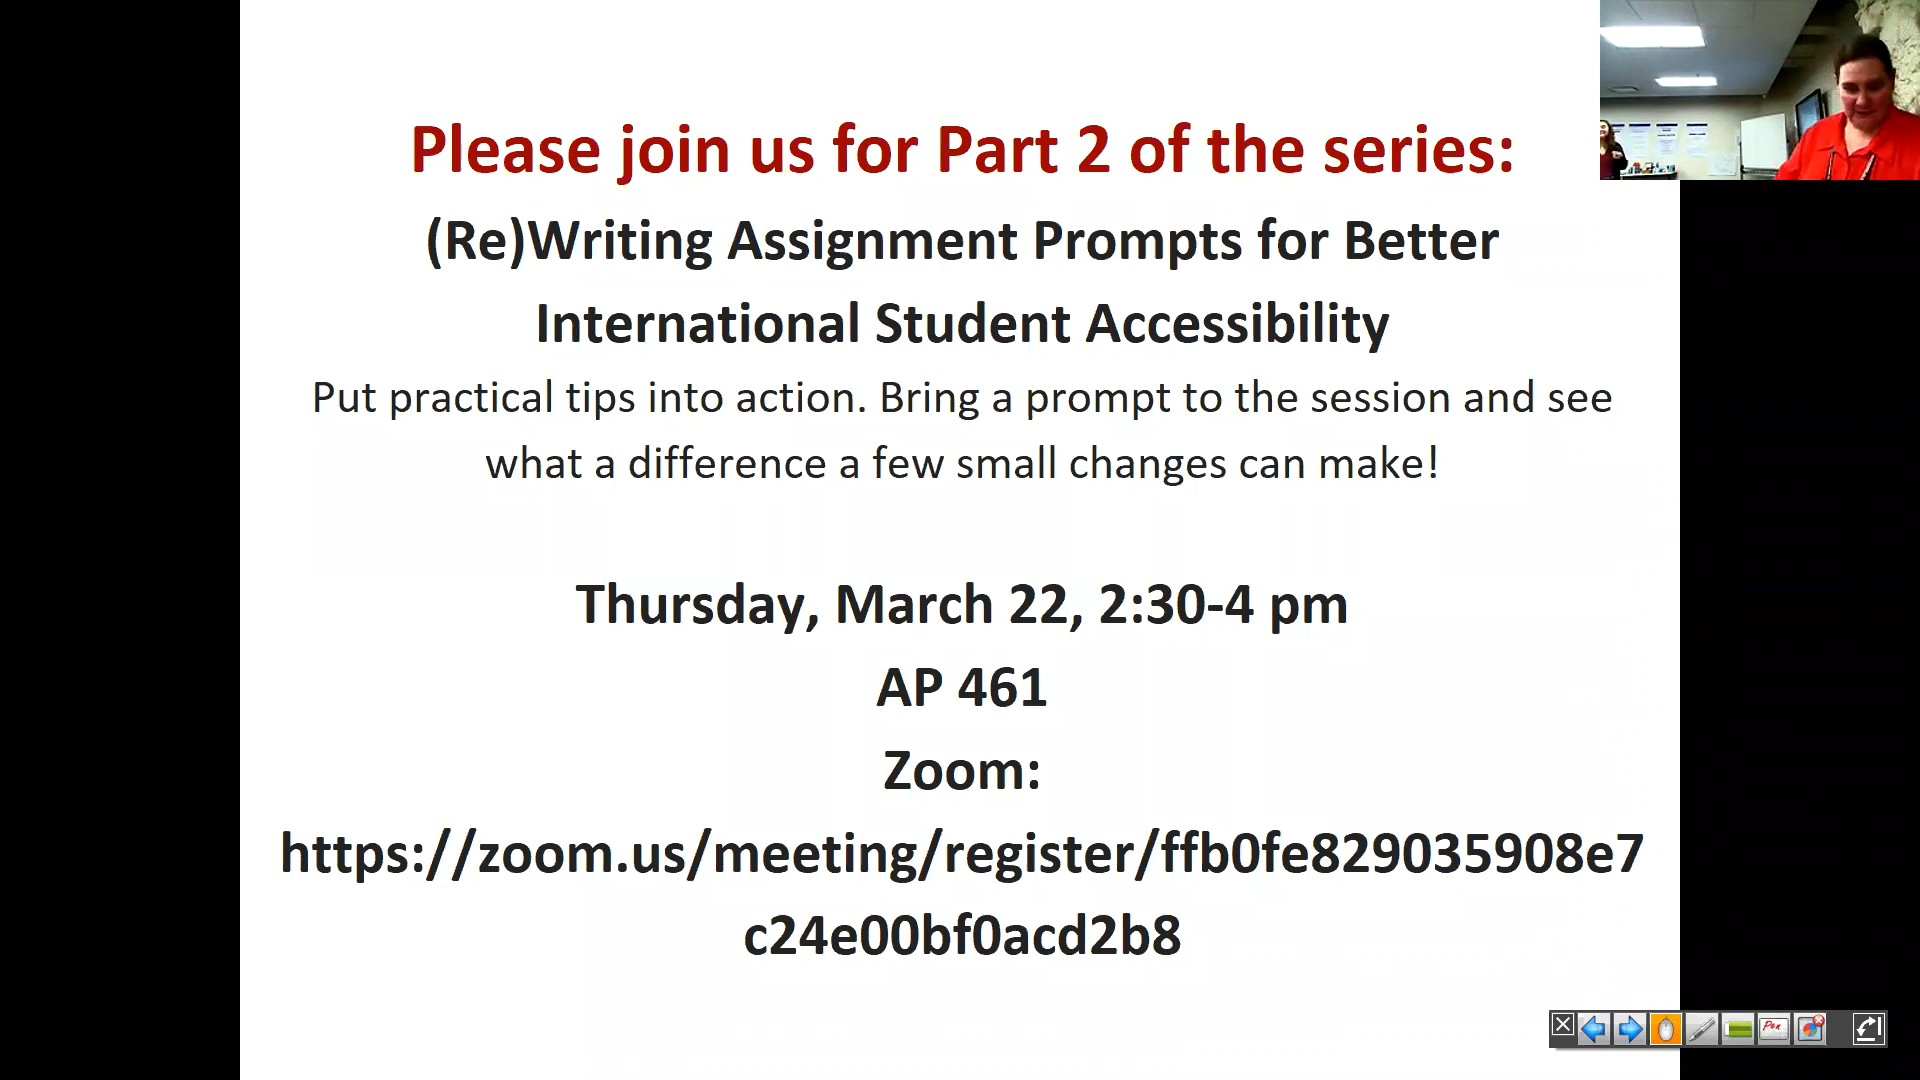 Please join us for Part 2 of the series:
(Re)Writing Assignment Prompts for Better
International Student Accessibility
Put practical tips into action. Bring a prompt to the session and see
what a difference a few small changes can make!
Thursday, March 22, 2:30-4 pm
AP 461
Zoom:
https://zoom.us/meeting/register/ffb0fe829035908e7
c24e00bf0acd2b8
Pen